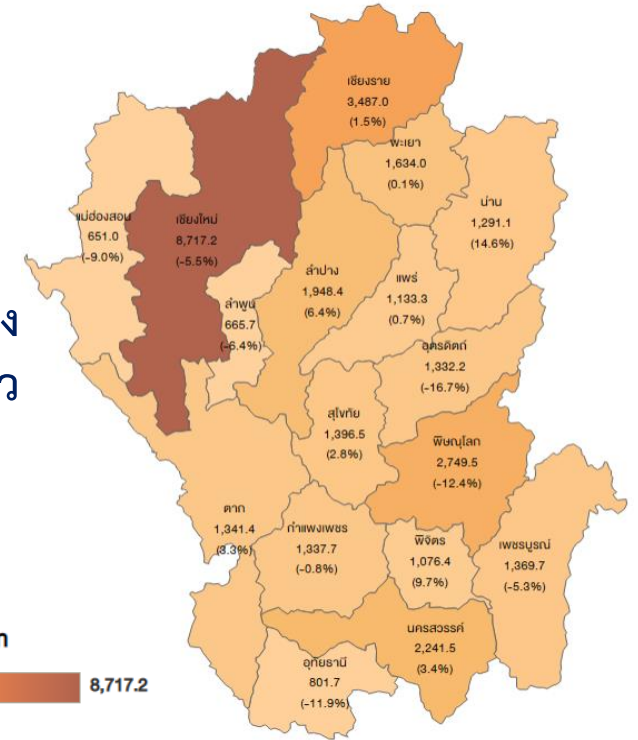 เชียงราย
3,487.0
(1.5%)
พะเยา
1,634.0
(0.1%)
น่าน
1,291.1
(14.6%)
แม่ฮ่องสอน
651.0
(-9.0%)
เชียงใหม่
8,717.2
(-5.5%)
ลำปาง
1,948.4
(6.4%)
แพร่
1,133.3
(0.7%)
ลำพูน
665.7
(-6.4%)
อุตรดิตถ์
1,332.2
(-16.7%)
สุโขทัย
1,396.5
(2.8%)
พิษณุโลก
2,749.5
(-12.4%)
ตาก
1,341.4
(3.3%)
กำแพงเพชร
1,337.7
(-0.8%)
พิจิตร
1,076.4
(9.7%)
เพชรบูรณ์
1,369.7
(-5.3%)
นครสวรรค์
2,241.5
(3.4%)
อุทัยธานี
801.7
(-11.9%)
8,717.2